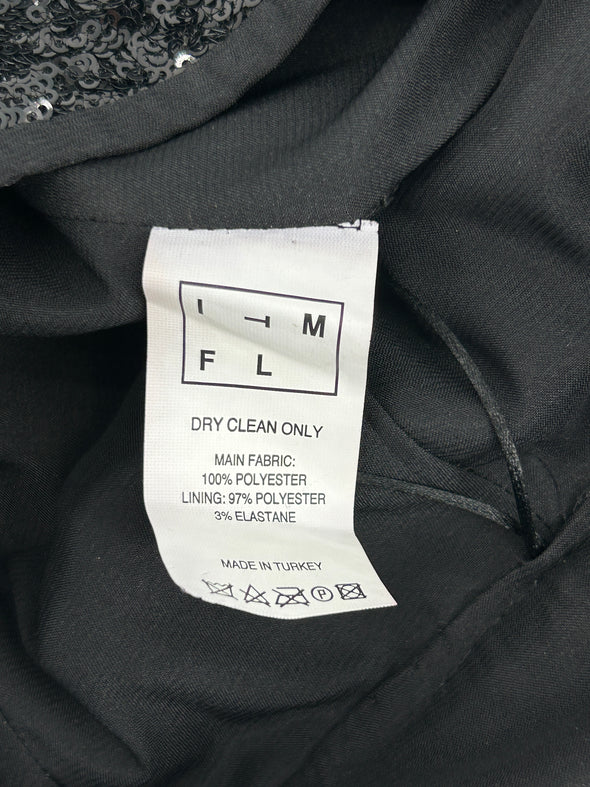 I T M
F L
DRY CLEAN ONLY
MAIN FABRIC:
100% POLYESTER
LINING: 97% POLYESTER
3% ELASTANE
MADE IN TURKEY
P